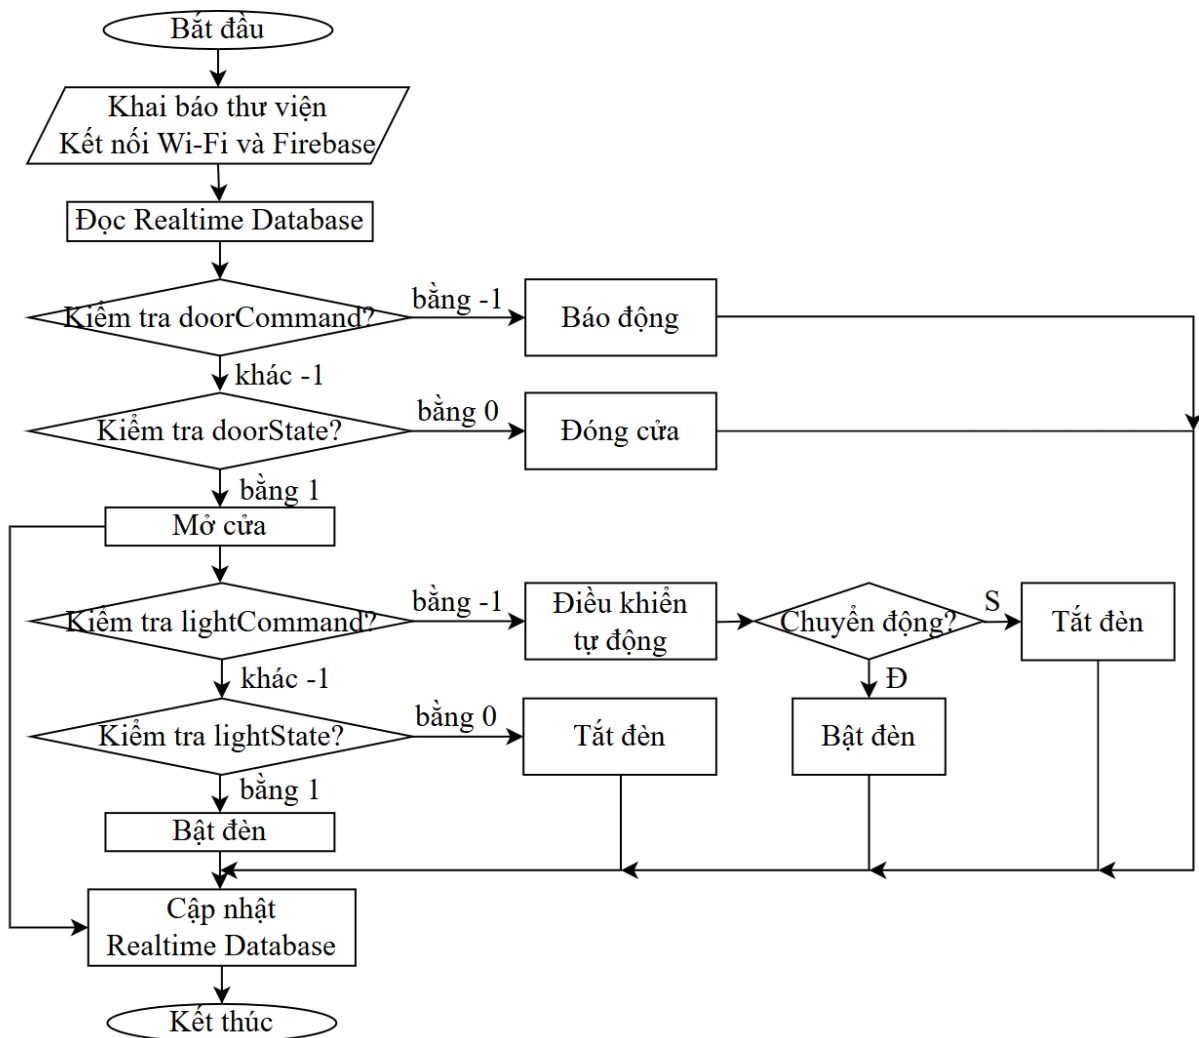 Bắt đầu
Khai báo thư viện
Kết nối Wi-Fi và Firebase
Đọc Realtime Database
Kiểm tra doorCommand?
bằng -1
Báo động
khác -1
Kiểm tra doorState?
bằng 0
Đóng cửa
bằng 1
Mở cửa
Kiểm tra lightCommand?
bằng -1
Điều khiển
tự động
Chuyển động?
S
Tắt đèn
khác -1
Đ
Kiểm tra lightState?
bằng 0
Tắt đèn
Bật đèn
bằng 1
Bật đèn
Cập nhật
Realtime Database
Kết thúc